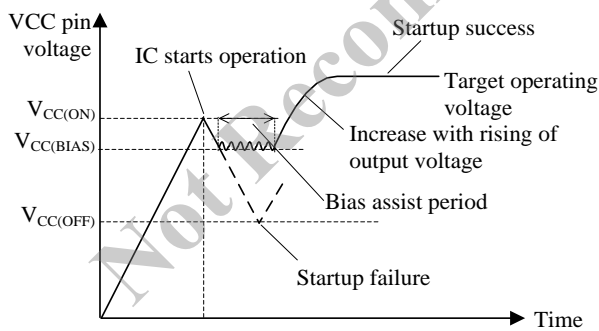 VCC pin
voltage
Startup success
IC starts operation
Target operating
voltage
VCC(ON)
Increase with rising of
output voltage
VCC(BIAS)
Bias assist period
VCC(OFF)
Startup failure
Time
Not Recom